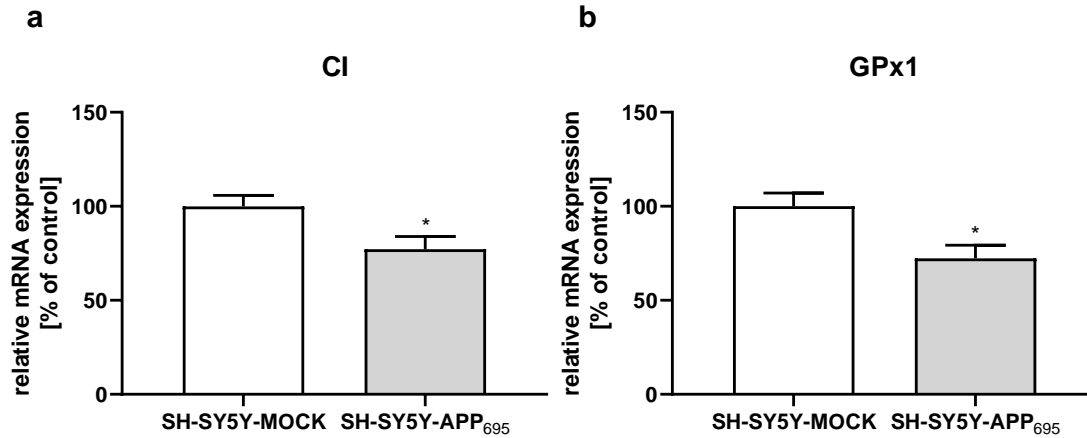 a
CI
relative mRNA expression
[% of control]
150
100
50
0
*
SH-SY5Y-MOCK SH-SY5Y-APP₆₉₅
b
GPx1
relative mRNA expression
[% of control]
150
100
50
0
*
SH-SY5Y-MOCK SH-SY5Y-APP₆₉₅